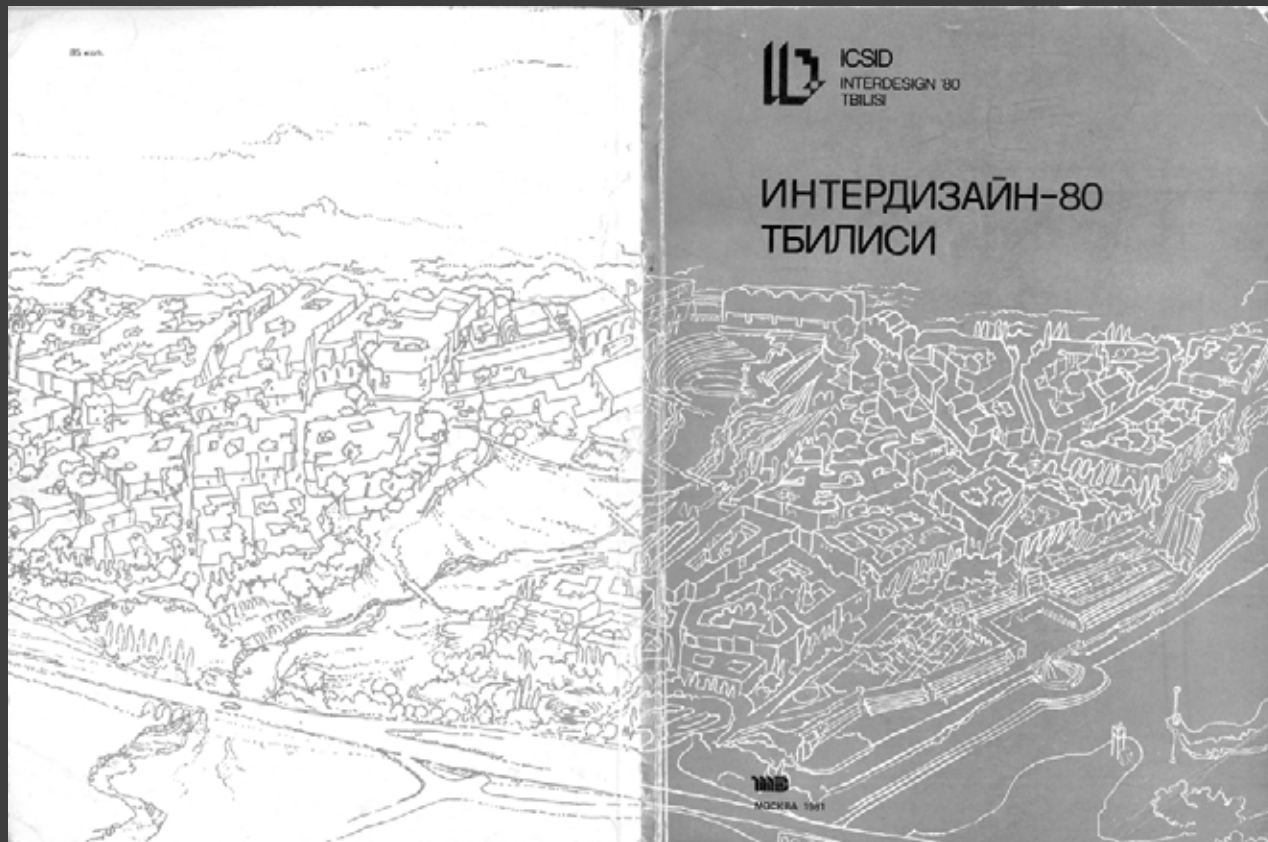 85 коп.
ICSID
INTERDESIGN '80
TBILISI
ИНТЕРДИЗАЙН-80
ТБИЛИСИ
МОСКВА 1981